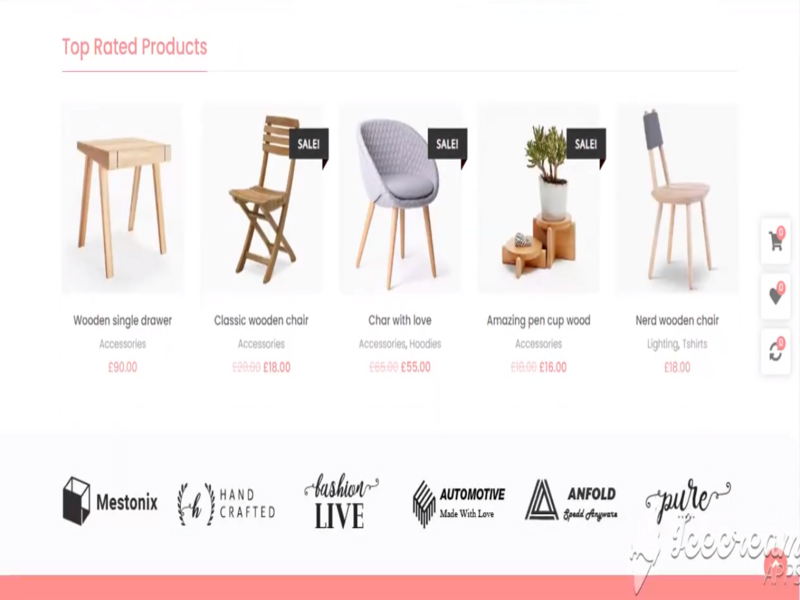 Top Rated Products
SALE! SALE! SALE!
Wooden single drawer Classic wooden chair Char with love Amazing pen cup wood Nerd wooden chair
Accessories Accessories Accessories, Hoodies Accessories Lighting, Tshirts
£90.00 £20.00 £18.00 £65.00 £55.00 £18.00 £16.00 £18.00
0
0
0
Mestonix h HAND CRAFTED fashion LIVE AUTOMOTIVE Made With Love ANFOLD Spedd Anyware pure
Icecream
APPS